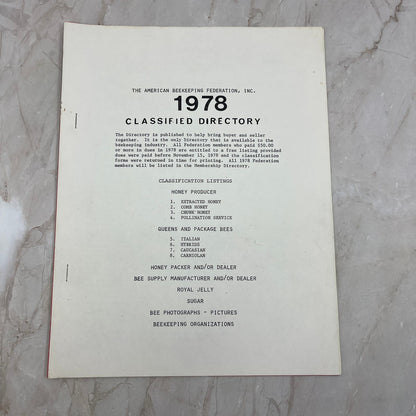 THE AMERICAN BEEKEEPING FEDERATION, INC.
1978
CLASSIFIED DIRECTORY
The Directory is published to help bring buyer and seller
together. It is the only Directory that is available to the
beekeeping industry. All Federation members who paid $50.00
or more in dues in 1978 are entitled to a free listing provided
dues were paid before November 15, 1978 and the classification
forms were returned in time for printing. All 1978 Federation
members will be listed in the Membership Directory.
CLASSIFICATION LISTINGS
HONEY PRODUCER
1. EXTRACTED HONEY
2. COMB HONEY
3. CHUNK HONEY
4. POLLINATION SERVICE
QUEENS AND PACKAGE BEES
5. ITALIAN
6. HYBRIDS
7. CAUCASIAN
8. CARNIOLAN
HONEY PACKER AND/OR DEALER
BEE SUPPLY MANUFACTURER AND/OR DEALER
ROYAL JELLY
SUGAR
BEE PHOTOGRAPHS - PICTURES
BEEKEEPING ORGANIZATIONS